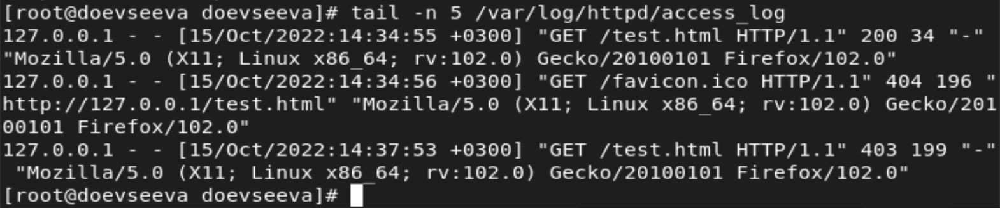 [root@doevseeva doevseeva]# tail -n 5 /var/log/httpd/access_log
127.0.0.1 - - [15/Oct/2022:14:34:55 +0300] "GET /test.html HTTP/1.1" 200 34 "-"
"Mozilla/5.0 (X11; Linux x86_64; rv:102.0) Gecko/20100101 Firefox/102.0"
127.0.0.1 - - [15/Oct/2022:14:34:56 +0300] "GET /favicon.ico HTTP/1.1" 404 196 "
http://127.0.0.1/test.html" "Mozilla/5.0 (X11; Linux x86_64; rv:102.0) Gecko/201
00101 Firefox/102.0"
127.0.0.1 - - [15/Oct/2022:14:37:53 +0300] "GET /test.html HTTP/1.1" 403 199 "-"
 "Mozilla/5.0 (X11; Linux x86_64; rv:102.0) Gecko/20100101 Firefox/102.0"
[root@doevseeva doevseeva]#